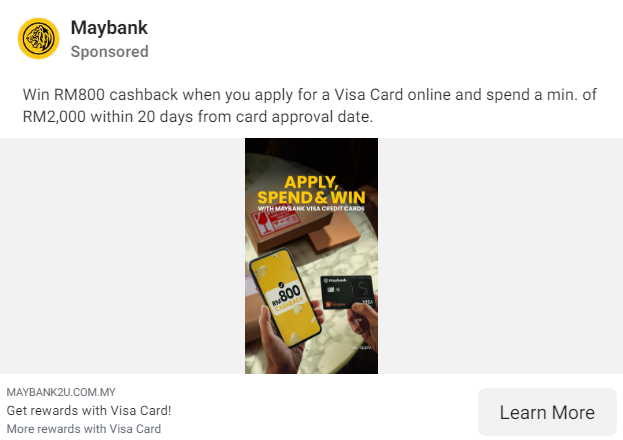 Maybank
Sponsored
Win RM800 cashback when you apply for a Visa Card online and spend a min. of
RM2,000 within 20 days from card approval date.
APPLY,
SPEND & WIN
WITH MAYBANK VISA CREDIT CARDS
RM800
CASHBACK
Maybank
VISA
MAYBANK2U.COM.MY
Get rewards with Visa Card!
More rewards with Visa Card
Learn More